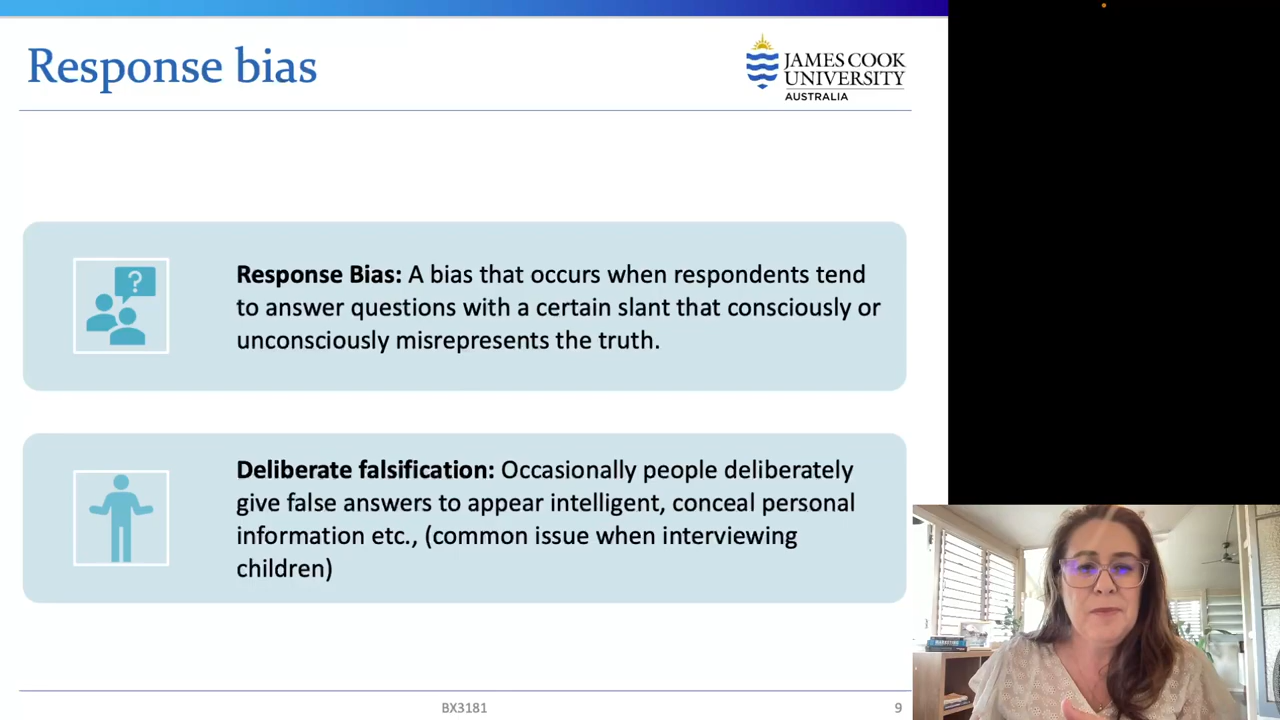 Response bias
JAMES COOK
UNIVERSITY
AUSTRALIA
?
Response Bias: A bias that occurs when respondents tend
to answer questions with a certain slant that consciously or
unconsciously misrepresents the truth.
Deliberate falsification: Occasionally people deliberately
give false answers to appear intelligent, conceal personal
information etc., (common issue when interviewing
children)
BX3181
9